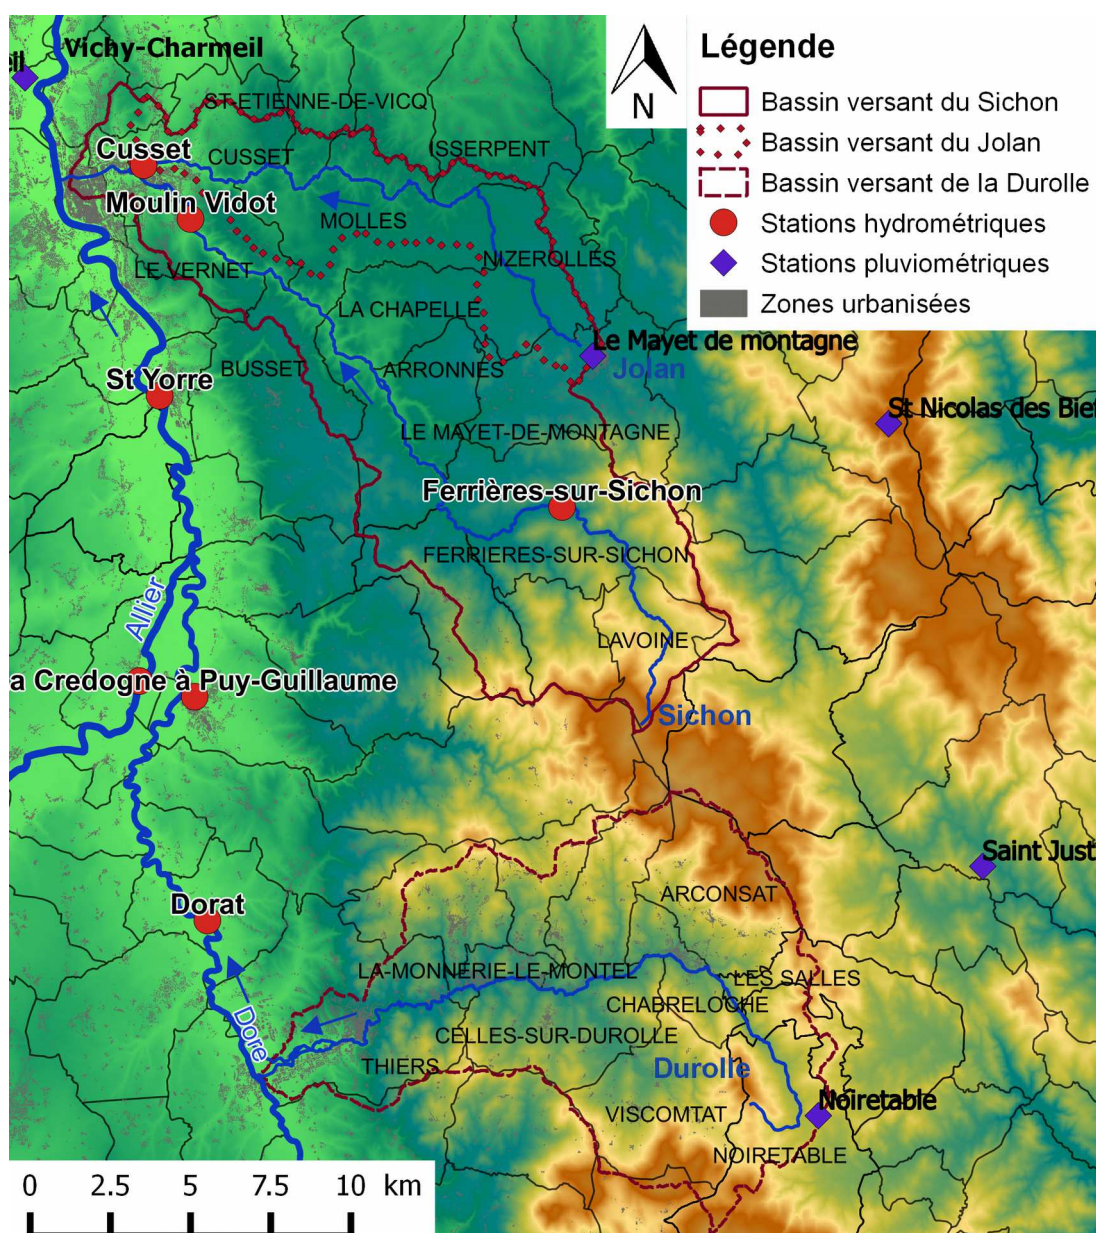 Vichy-Charmeil
eil
Légende
Bassin versant du Sichon
Bassin versant du Jolan
Bassin versant de la Durolle
Stations hydrométriques
Stations pluviométriques
Zones urbanisées
N
ST-ETIENNE-DE-VICQ
Cusset
CUSSET
ISSERPENT
Moulin Vidot
MOLLES
LE VERNET
NIZEROLLES
LA CHAPELLE
Le Mayet de montagne
Jolan
BUSSET
ARRONNES
St Yorre
St Nicolas des Bief
LE MAYET-DE-MONTAGNE
Ferrières-sur-Sichon
FERRIERES-SUR-SICHON
Allier
LAVOINE
a Credogne à Puy-Guillaume
Sichon
Saint Just
ARCONSAT
Dorat
LA-MONNERIE-LE-MONTEL
LES SALLES
CHABRELOCHE
Dore
CELLES-SUR-DUROLLE
THIERS
Durolle
Noiretable
VISCOMTAT
NOIRETABLE
0 2.5 5 7.5 10 km